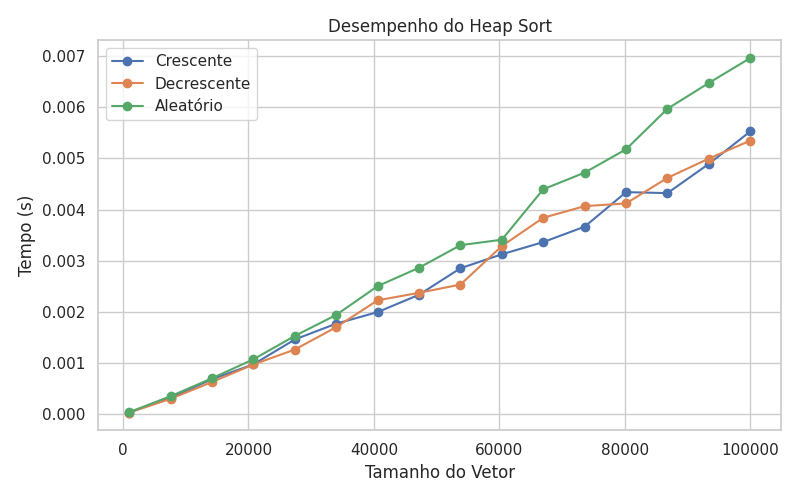 Desempenho do Heap Sort
Crescente
Decrescente
Aleatório
Tempo (s)
0.007
0.006
0.005
0.004
0.003
0.002
0.001
0.000
0 20000 40000 60000 80000 100000
Tamanho do Vetor